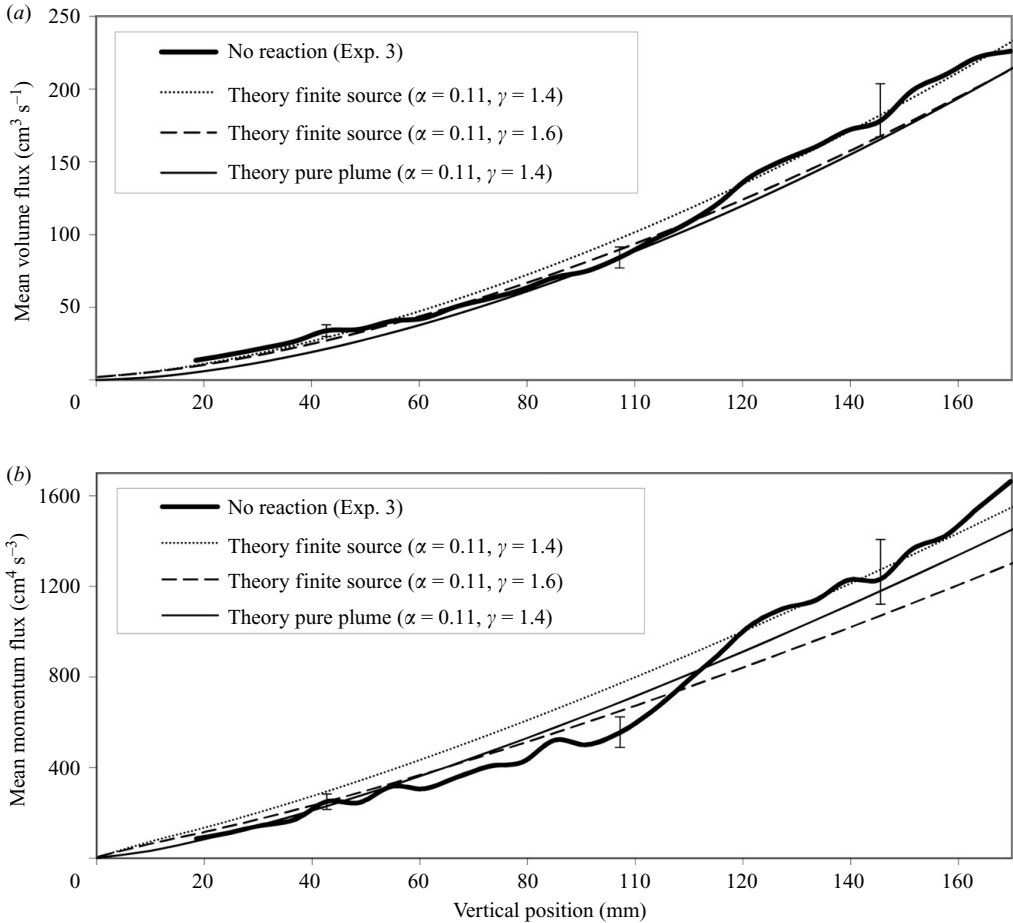 (a)
250
200
150
100
50
0
Mean volume flux (cm³ s⁻¹)
No reaction (Exp. 3)
Theory finite source (α = 0.11, γ = 1.4)
Theory finite source (α = 0.11, γ = 1.6)
Theory pure plume (α = 0.11, γ = 1.4)
20 40 60 80 110 120 140 160
(b)
1600
1200
800
400
0
Mean momentum flux (cm⁴ s⁻³)
No reaction (Exp. 3)
Theory finite source (α = 0.11, γ = 1.4)
Theory finite source (α = 0.11, γ = 1.6)
Theory pure plume (α = 0.11, γ = 1.4)
20 40 60 80 110 120 140 160
Vertical position (mm)